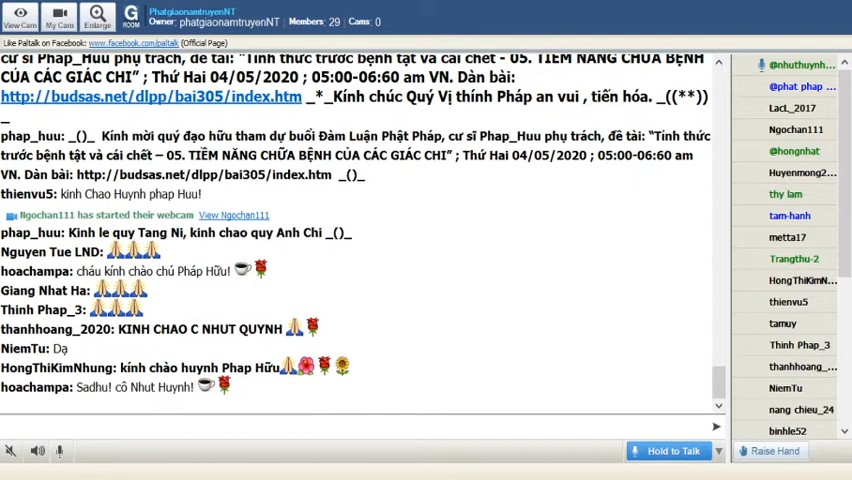 PhatgiaonamtruyenNT
Owner: phatgiaonamtruyenNT Members: 29 Cams: 0
View Cam
My Cam
Enlarge
G
ROOM
Like Paltalk on Facebook: www.facebook.com/paltalk (Official Page)
cư sĩ Pháp_Hữu phụ trách, đề tài: "Tỉnh thức trước bệnh tật và cái chết - 05. TIỀM NĂNG CHỮA BỆNH
CỦA CÁC GIÁC CHI" ; Thứ Hai 04/05/2020 ; 05:00-06:60 am VN. Dàn bài:
http://budsas.net/dlpp/bai305/index.htm _*_Kính chúc Quý Vị thính Pháp an vui , tiến hóa. _((**))
_
phap_huu: _()_ Kính mời quý đạo hữu tham dự buổi Đàm Luận Phật Pháp, cư sĩ Pháp_Huu phụ trách, đề tài: "Tỉnh thức
trước bệnh tật và cái chết – 05. TIỀM NĂNG CHỮA BỆNH CỦA CÁC GIÁC CHI" ; Thứ Hai 04/05/2020 ; 05:00-06:60 am
VN. Dàn bài: http://budsas.net/dlpp/bai305/index.htm _()_
thienvu5: kinh Chao Huynh phap Huu!
Ngochan111 has started their webcam View Ngochan111
phap_huu: Kinh le quy Tang Ni, kinh chao quy Anh Chi _()_
Nguyen Tue LND: 🙏🙏🙏
hoachampa: cháu kính chào chú Pháp Hữu! ☕🌹
Giang Nhat Ha: 🙏🙏🙏
Thinh Phap_3: 🙏🙏🙏
thanhhoang_2020: KINH CHAO C NHUT QUYNH 🙏🌹
NiemTu: Dạ
HongThiKimNhung: kính chào huynh Phap Hữu🙏🌺🌹🌻
hoachampa: Sadhu! cô Nhut Huynh! ☕🌹
@nhuthuynh...
@phat phap ...
LacL_2017
Ngochan111
@hongnhat
Huyenmong2...
thy lam
tam-hanh
metta17
Trangthu-2
HongThiKimN...
thienvu5
tamuy
Thinh Phap_3
thanhhoang_...
NiemTu
nang chieu_24
binhle52
Hold to Talk
Raise Hand